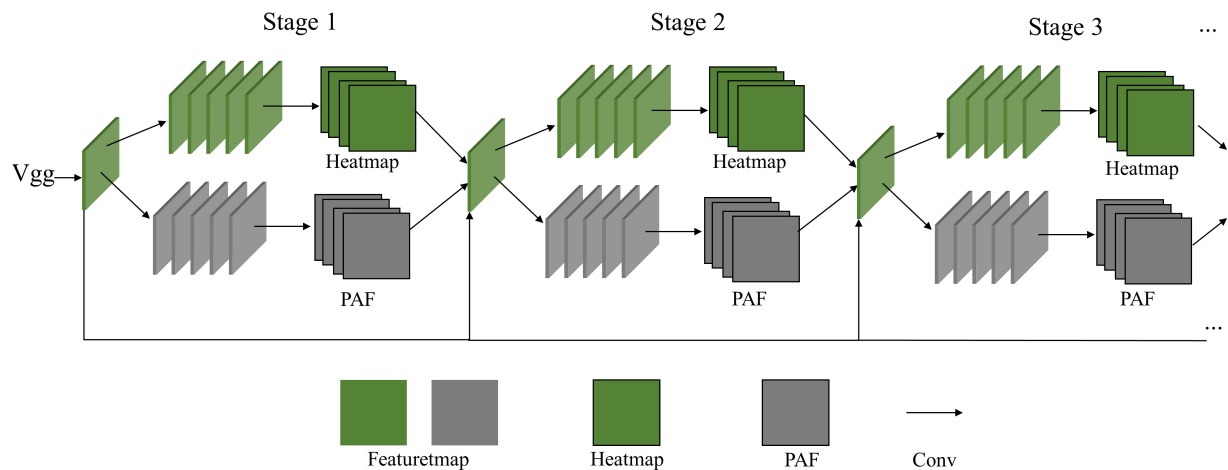 Stage 1
Stage 2
Stage 3
...
Heatmap
Heatmap
Heatmap
Vgg
PAF
PAF
PAF
...
Featuretmap
Heatmap
PAF
Conv